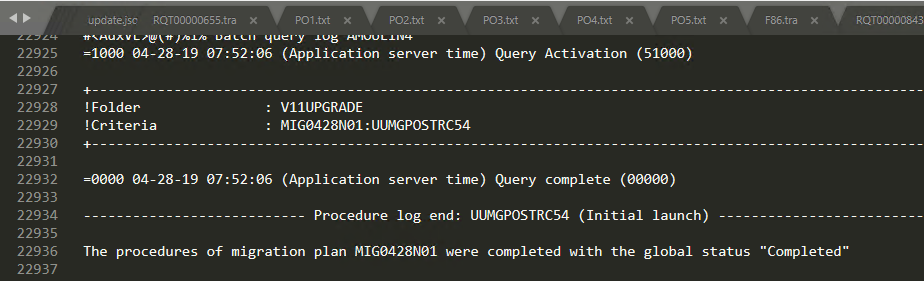 update.jsc RQT00000655.tra PO1.txt PO2.txt PO3.txt PO4.txt PO5.txt F86.tra RQT00000843
22924 batch query log AMOULIN4
22925 =1000 04-28-19 07:52:06 (Application server time) Query Activation (51000)
22926
22927 +-----------------------------------------------------------------------------------------------------------
22928 !Folder : V11UPGRADE
22929 !Criteria : MIG0428N01:UUMGPOSTRC54
22930 +-----------------------------------------------------------------------------------------------------------
22931
22932 =0000 04-28-19 07:52:06 (Application server time) Query complete (00000)
22933
22934 ---------------------------- Procedure log end: UUMGPOSTRC54 (Initial launch) --------------------------
22935
22936 The procedures of migration plan MIG0428N01 were completed with the global status "Completed"
22937